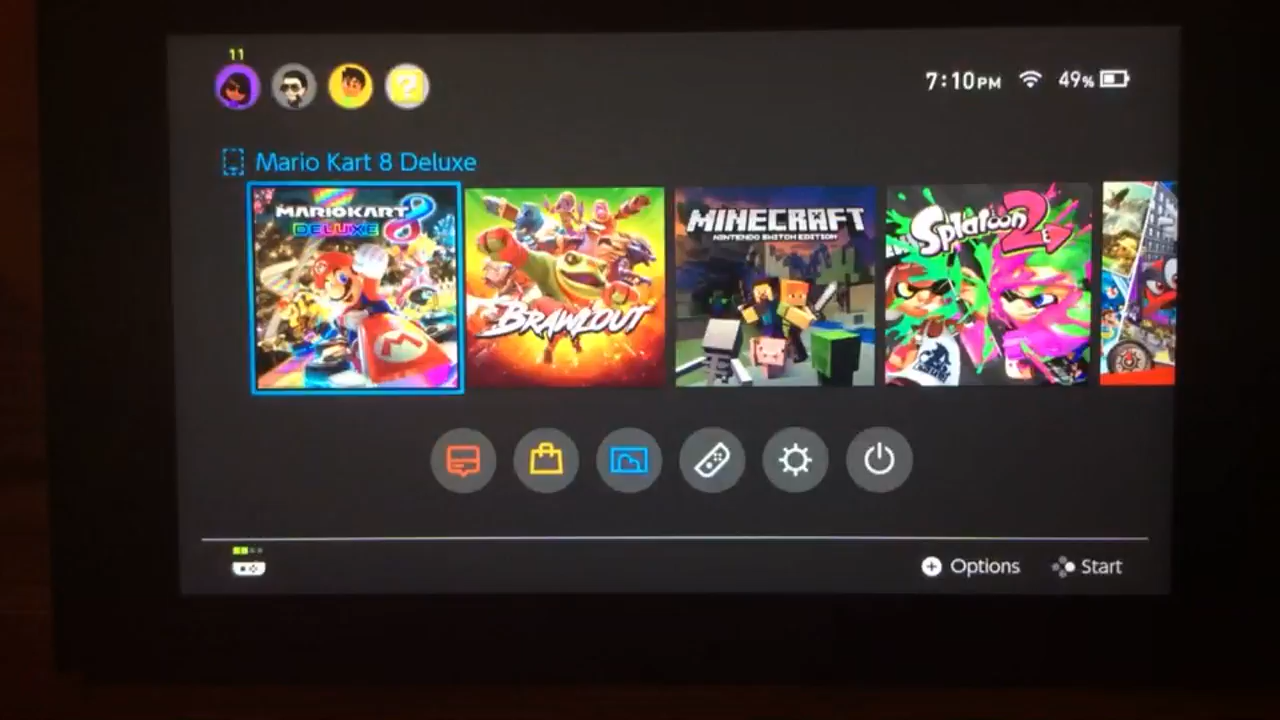 11
7:10PM 49%
Mario Kart 8 Deluxe
MARIOKART 8
DELUXE
BRAWLOUT
MINECRAFT
NINTENDO SWITCH EDITION
Splatoon 2
M
?
Options
Start